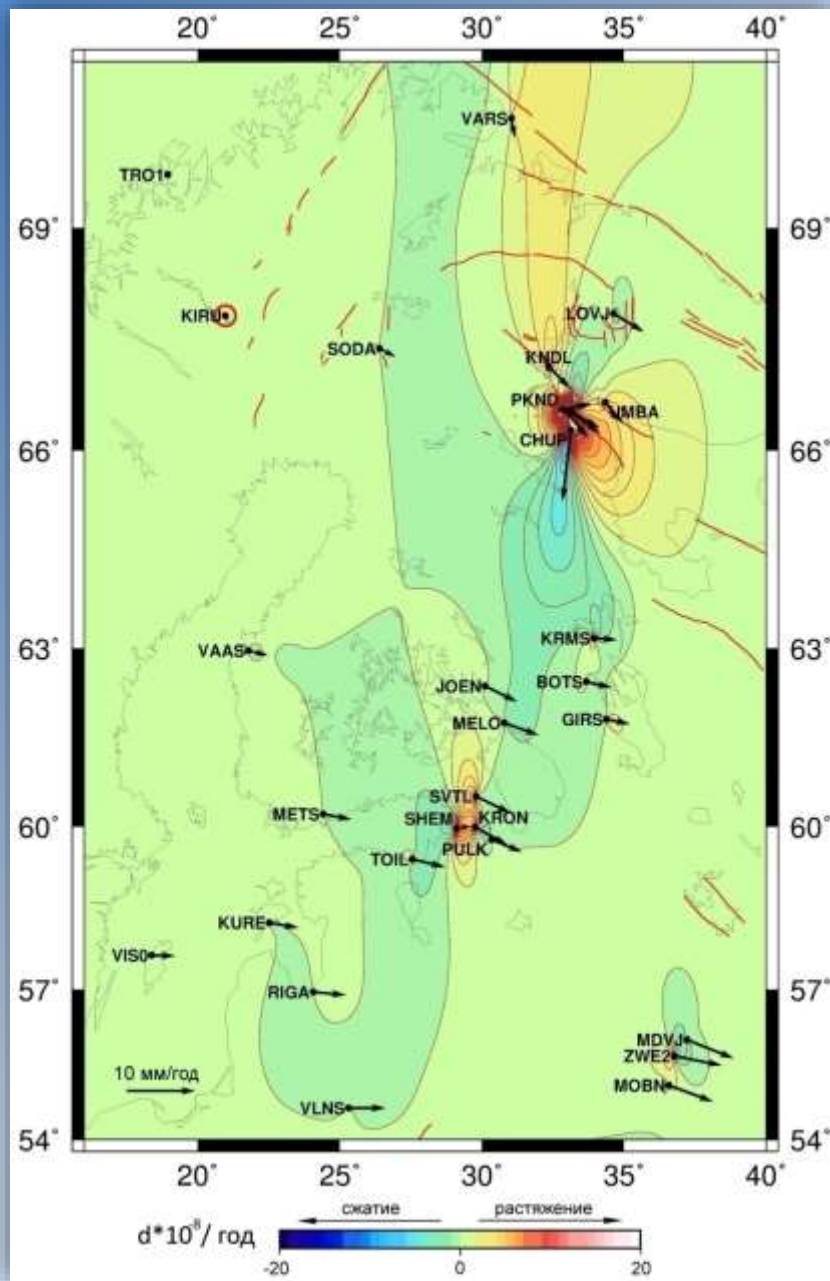 20° 25° 30° 35° 40°
VARS
TRO1
69° 69°
KIRU
LOVJ
SODA
KNDL
PKND
UMBA
CHUP
66° 66°
KRMS
63° 63°
VAAS
JOEN
BOTS
MELO
GIRS
SVTL
METS
SHEM
KRON
60° 60°
PULK
TOIL
KURE
VIS0
57° 57°
RIGA
MDVJ
ZWE2
10 мм/год
MOBN
VLNS
54° 54°
20° 25° 30° 35° 40°
сжатие растяжение
d*10⁻⁸/ год
-20 0 20